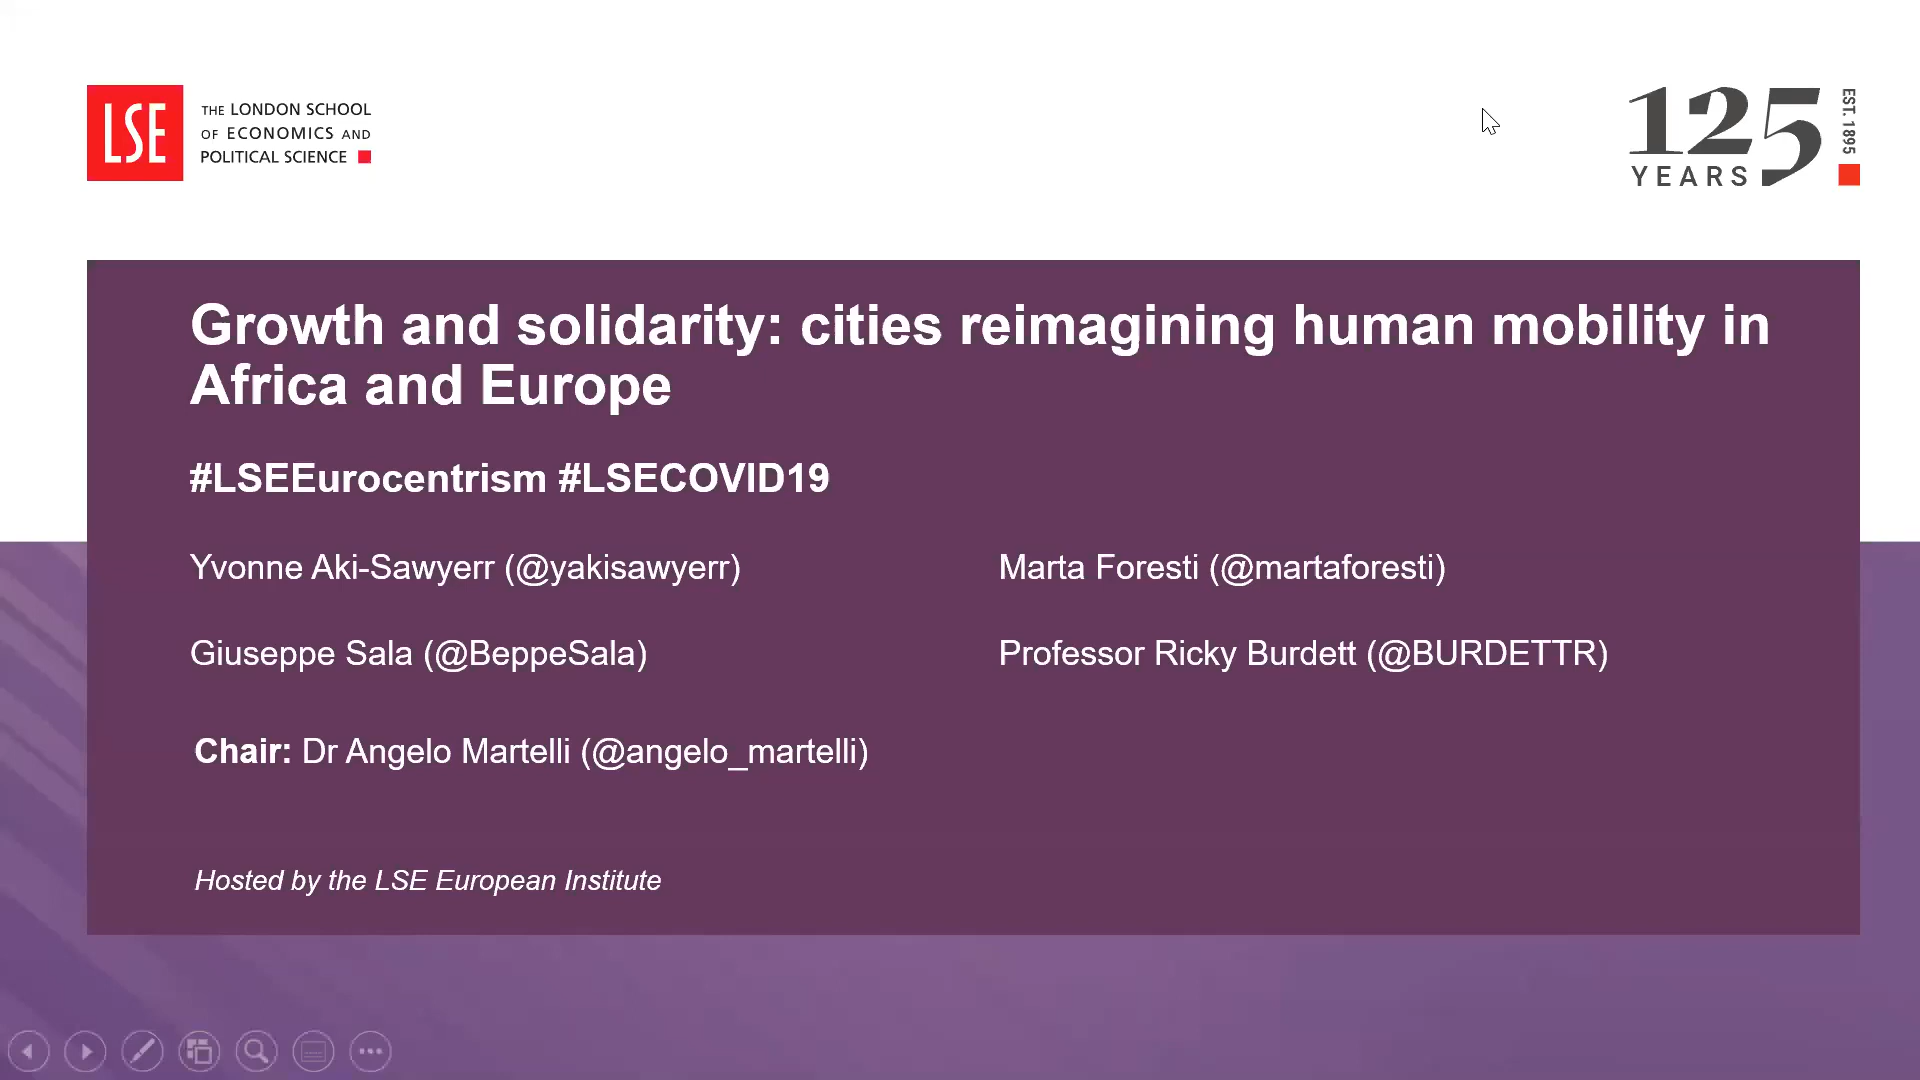 LSE
THE LONDON SCHOOL
OF ECONOMICS AND
POLITICAL SCIENCE
125
YEARS
EST. 1895
Growth and solidarity: cities reimagining human mobility in
Africa and Europe
#LSEEurocentrism #LSECOVID19
Yvonne Aki-Sawyerr (@yakisawyerr)
Marta Foresti (@martaforesti)
Giuseppe Sala (@BeppeSala)
Professor Ricky Burdett (@BURDETTR)
Chair: Dr Angelo Martelli (@angelo_martelli)
Hosted by the LSE European Institute